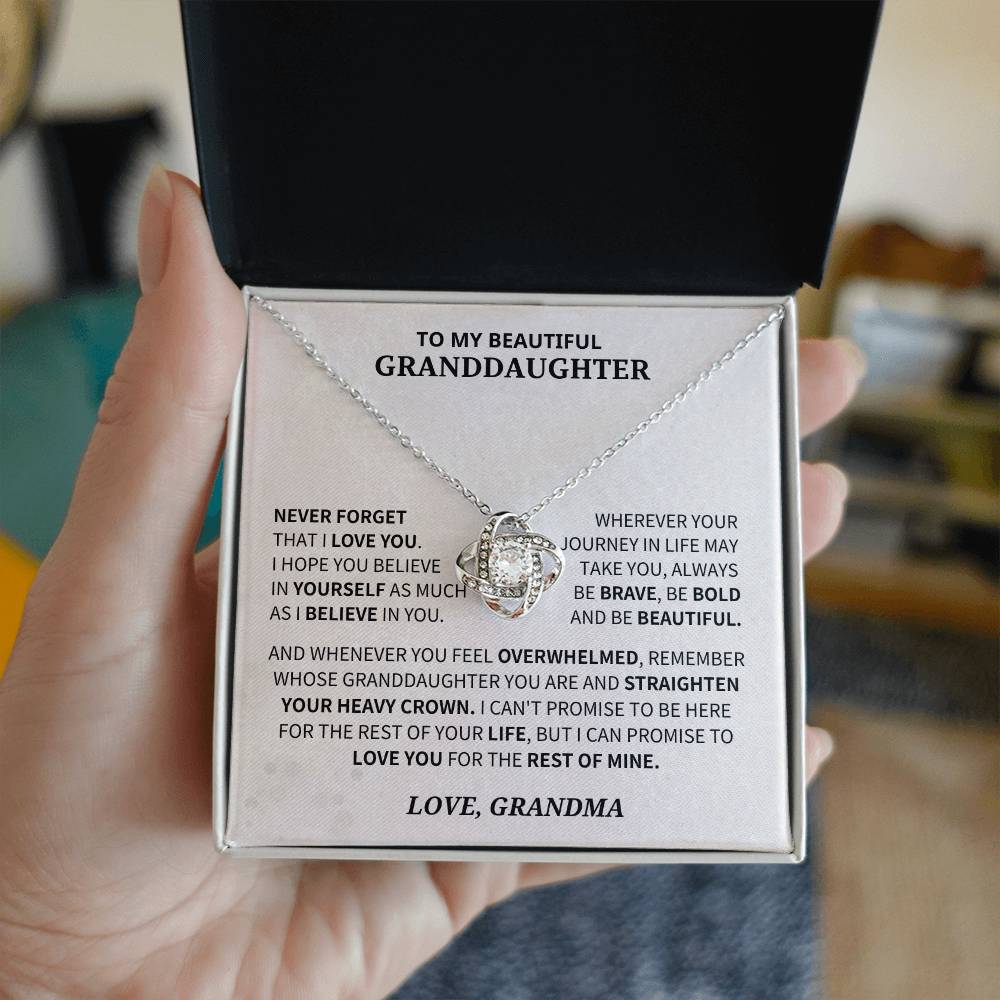 TO MY BEAUTIFUL
GRANDDAUGHTER
NEVER FORGET
THAT I LOVE YOU.
I HOPE YOU BELIEVE
IN YOURSELF AS MUCH
AS I BELIEVE IN YOU.
WHEREVER YOUR
JOURNEY IN LIFE MAY
TAKE YOU, ALWAYS
BE BRAVE, BE BOLD
AND BE BEAUTIFUL.
AND WHENEVER YOU FEEL OVERWHELMED, REMEMBER
WHOSE GRANDDAUGHTER YOU ARE AND STRAIGHTEN
YOUR HEAVY CROWN. I CAN'T PROMISE TO BE HERE
FOR THE REST OF YOUR LIFE, BUT I CAN PROMISE TO
LOVE YOU FOR THE REST OF MINE.
LOVE, GRANDMA